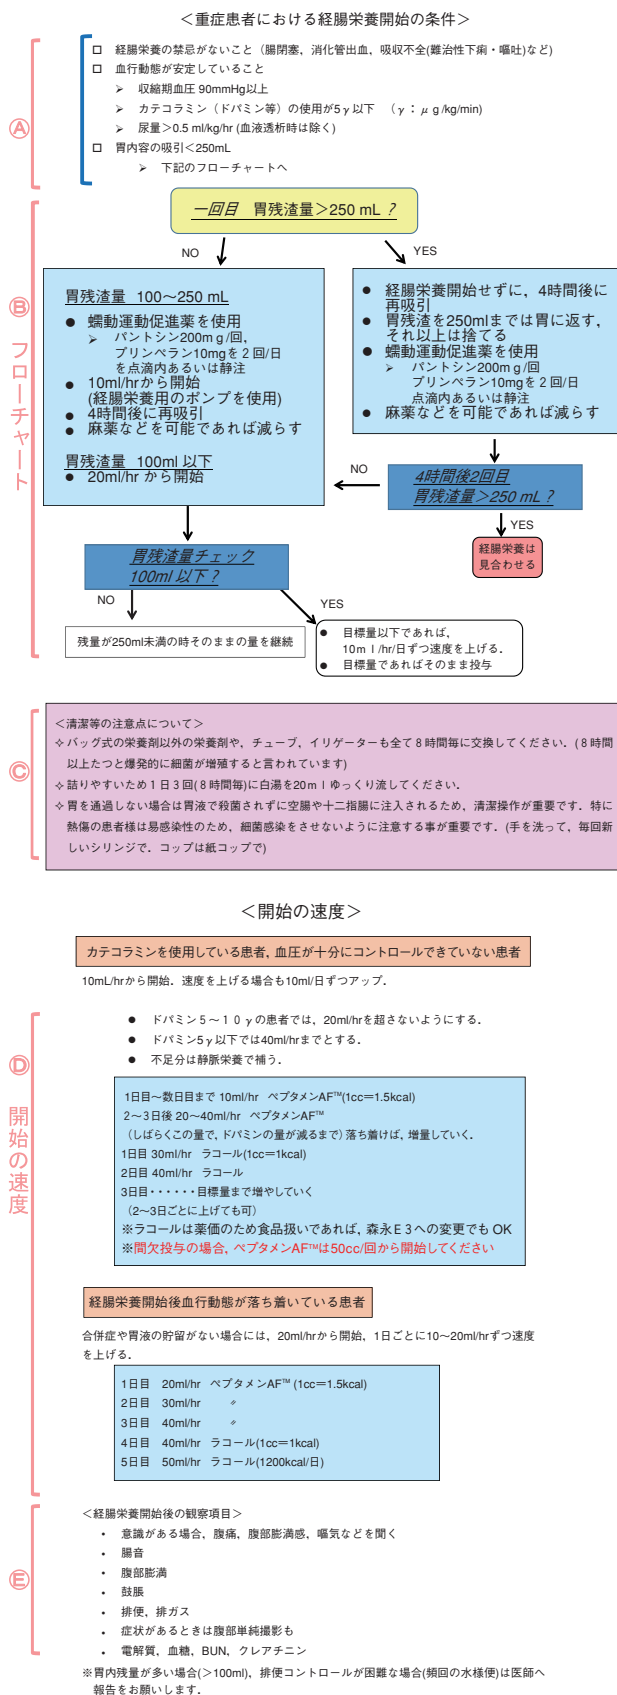 ＜重症患者における経腸栄養開始の条件＞
Ⓐ
□ 経腸栄養の禁忌がないこと（腸閉塞、消化管出血、吸収不全(難治性下痢・嘔吐)など)
□ 血行動態が安定していること
➢ 収縮期血圧 90mmHg以上
➢ カテコラミン（ドパミン等）の使用が5γ以下 （γ：μｇ/kg/min)
➢ 尿量＞0.5 ml/kg/hr (血液透析時は除く)
□ 胃内容の吸引＜250mL
➢ 下記のフローチャートへ
Ⓑ フローチャート
一回目 胃残渣量＞250 mL？
NO
YES
胃残渣量 100～250 mL
● 蠕動運動促進薬を使用
➢ パントシン200mｇ/回，
プリンペラン10mgを２回/日
を点滴内あるいは静注
● 10ml/hrから開始
(経腸栄養用のポンプを使用)
● 4時間後に再吸引
● 麻薬などを可能であれば減らす
胃残渣量 100ml 以下
● 20ml/hr から開始
● 経腸栄養開始せずに，4時間後に
再吸引
● 胃残渣を250mlまでは胃に返す，
それ以上は捨てる
● 蠕動運動促進薬を使用
➢ パントシン200mｇ/回
プリンペラン10mgを２回/日
点滴内あるいは静注
● 麻薬などを可能であれば減らす
NO
4時間後2回目
胃残渣量＞250 mL？
YES
経腸栄養は
見合わせる
胃残渣量チェック
100ml 以下？
NO
YES
残量が250ml未満の時そのままの量を継続
● 目標量以下であれば，
10ｍｌ/hr/日ずつ速度を上げる．
● 目標量であればそのまま投与
Ⓒ
＜清潔等の注意点について＞
✧バッグ式の栄養剤以外の栄養剤や、チューブ、イリゲーターも全て８時間毎に交換してください．(８時間
以上たつと爆発的に細菌が増殖すると言われています)
✧詰りやすいため１日３回(８時間毎)に白湯を20ｍｌゆっくり流してください．
✧胃を通過しない場合は胃液で殺菌されずに空腸や十二指腸に注入されるため、清潔操作が重要です．特に
熱傷の患者様は易感染性のため、細菌感染をさせないように注意する事が重要です．(手を洗って、毎回新
しいシリンジで．コップは紙コップで)
＜開始の速度＞
カテコラミンを使用している患者，血圧が十分にコントロールできていない患者
10mL/hrから開始．速度を上げる場合も10ml/日ずつアップ．
Ⓓ 開始の速度
● ドパミン５～１０γの患者では、20ml/hrを超さないようにする．
● ドパミン5γ以下では40ml/hrまでとする．
● 不足分は静脈栄養で補う．
1日目～数日目まで 10ml/hr ペプタメンAF™(1cc＝1.5kcal)
2～3日後 20～40ml/hr ペプタメンAF™
（しばらくこの量で，ドパミンの量が減るまで）落ち着けば，増量していく．
1日目 30ml/hr ラコール(1cc＝1kcal)
2日目 40ml/hr ラコール
3日目・・・・・・目標量まで増やしていく
（2～3日ごとに上げても可）
※ラコールは薬価のため食品扱いであれば，森永Ｅ３への変更でも OK
※間欠投与の場合，ペプタメンAF™は50cc/回から開始してください
経腸栄養開始後血行動態が落ち着いている患者
合併症や胃液の貯留がない場合には、20ml/hrから開始，1日ごとに10～20ml/hrずつ速度
を上げる．
1日目 20ml/hr ペプタメンAF™ (1cc＝1.5kcal)
2日目 30ml/hr 〃
3日目 40ml/hr 〃
4日目 40ml/hr ラコール(1cc＝1kcal)
5日目 50ml/hr ラコール(1200kcal/日)
Ⓔ
＜経腸栄養開始後の観察項目＞
• 意識がある場合、腹痛、腹部膨満感、嘔気などを聞く
• 腸音
• 腹部膨満
• 鼓脹
• 排便、排ガス
• 症状があるときは腹部単純撮影も
• 電解質，血糖，BUN，クレアチニン
※胃内残量が多い場合(＞100ml)，排便コントロールが困難な場合(頻回の水様便)は医師へ
報告をお願いします．